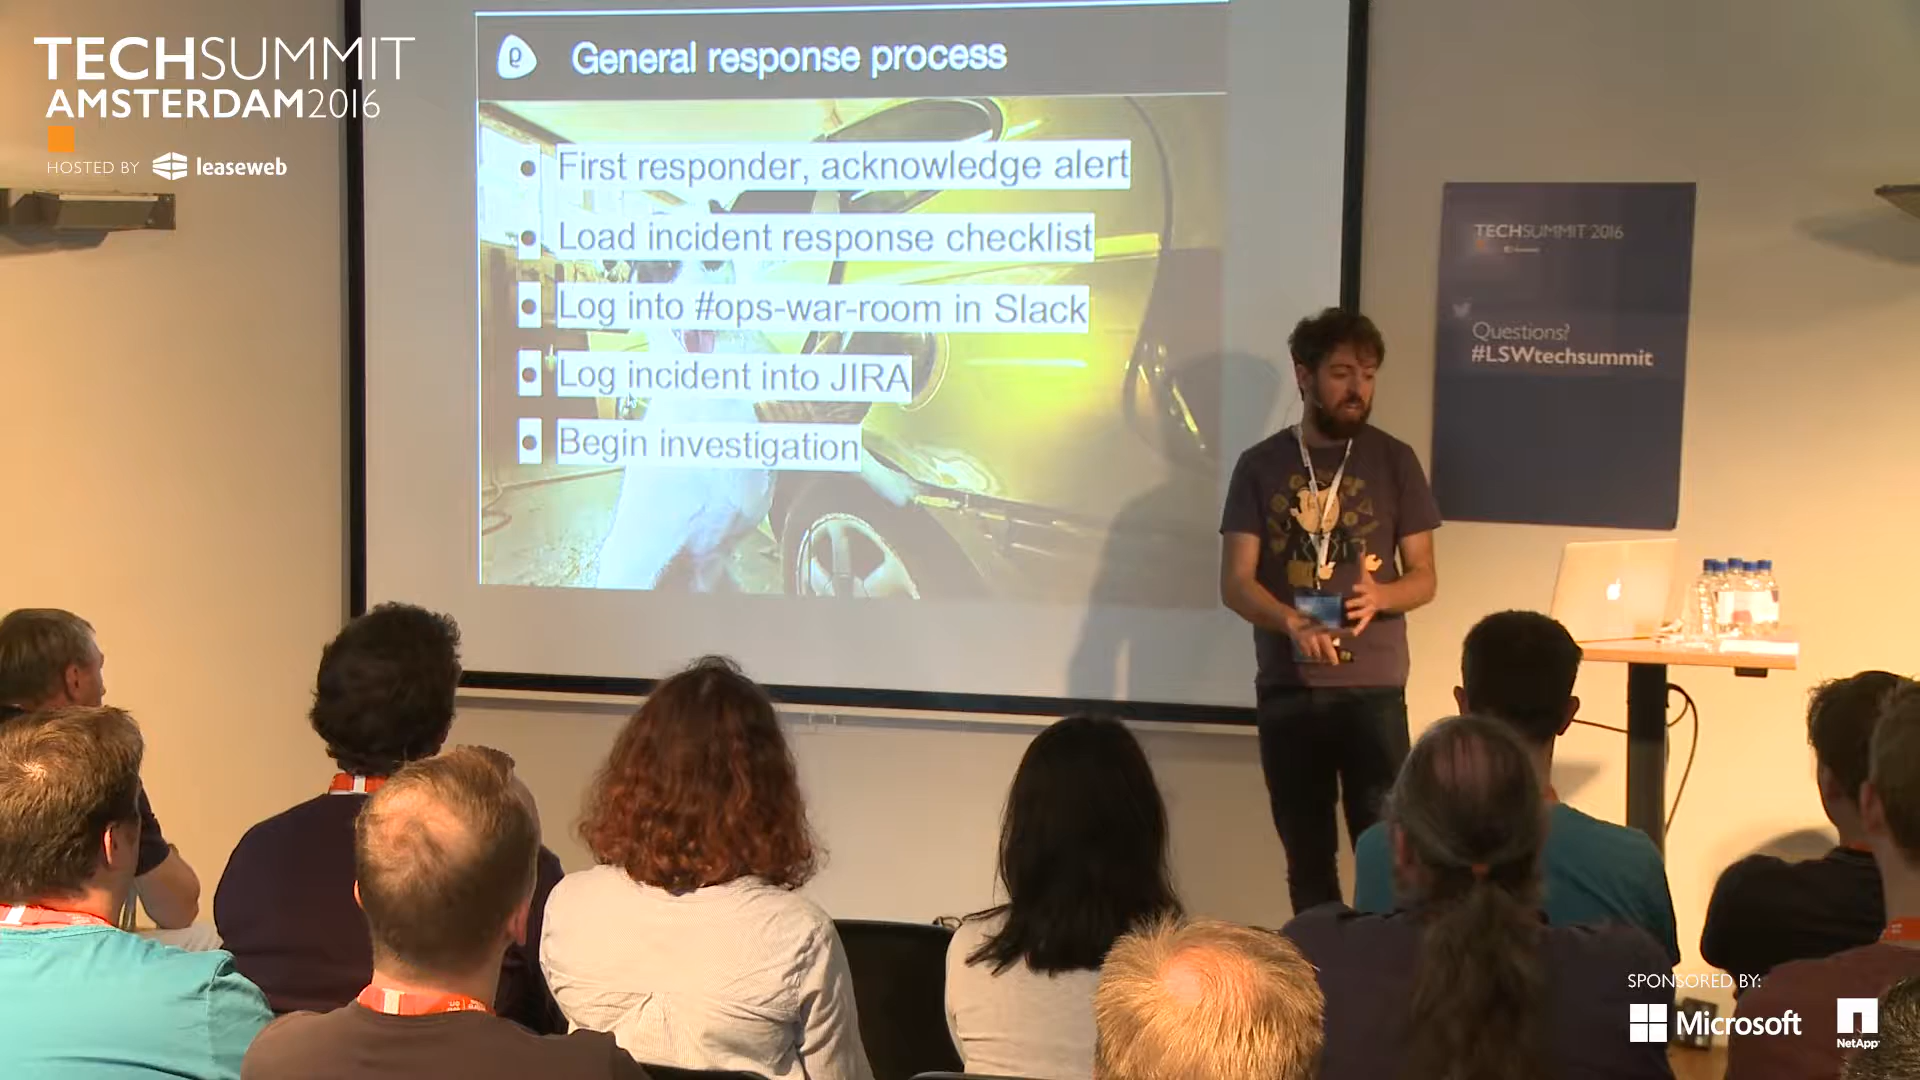 TECHSUMMIT
AMSTERDAM2016
HOSTED BY leaseweb
General response process
• First responder, acknowledge alert
• Load incident response checklist
• Log into #ops-war-room in Slack
• Log incident into JIRA
• Begin investigation
TECHSUMMIT 2016
Questions?
#LSWtechsummit
SPONSORED BY:
Microsoft
NetApp